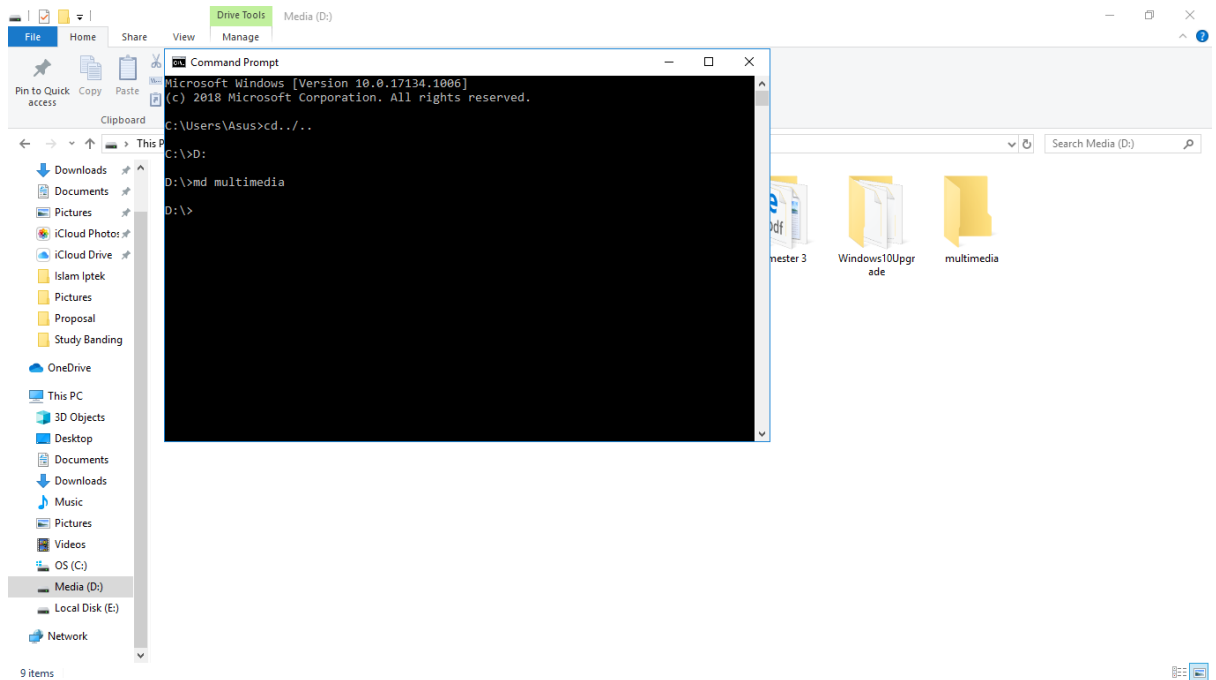 Drive Tools
Media (D:)
File
Home
Share
View
Manage
Pin to Quick
access
Copy
Paste
Clipboard
This P
Search Media (D:)
Downloads
Documents
Pictures
iCloud Photos
iCloud Drive
Islam Iptek
Pictures
Proposal
Study Banding
OneDrive
This PC
3D Objects
Desktop
Documents
Downloads
Music
Pictures
Videos
OS (C:)
Media (D:)
Local Disk (E:)
Network
9 items
Command Prompt
Microsoft Windows [Version 10.0.17134.1006]
(c) 2018 Microsoft Corporation. All rights reserved.
C:\Users\Asus>cd../..
C:\>D:
D:\>md multimedia
D:\>
mester 3
Windows10Upgr
ade
multimedia